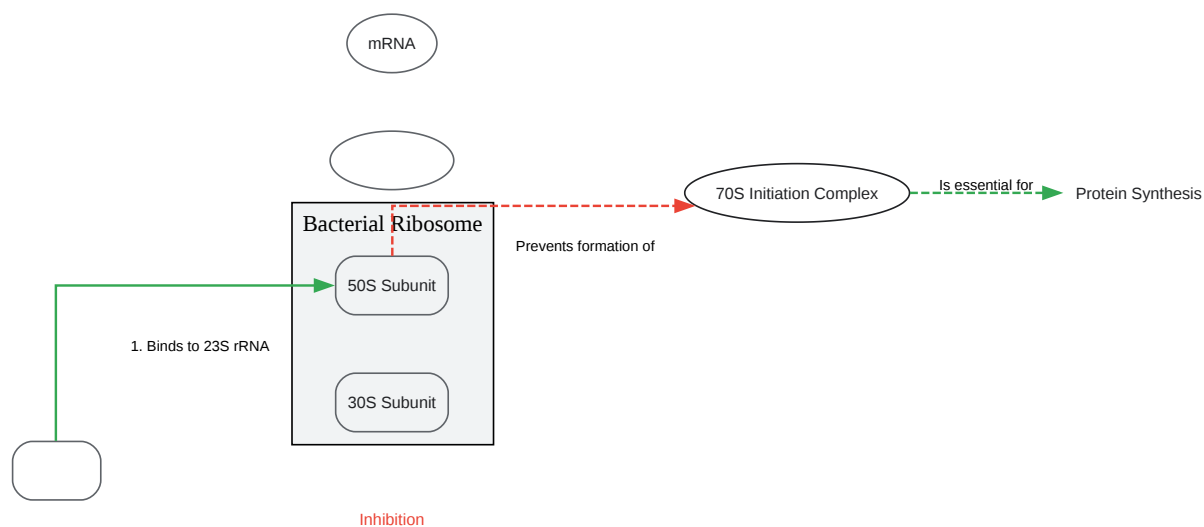 mRNA
70S Initiation Complex
Is essential for
Protein Synthesis
Bacterial Ribosome
Prevents formation of
50S Subunit
1. Binds to 23S rRNA
30S Subunit
Inhibition